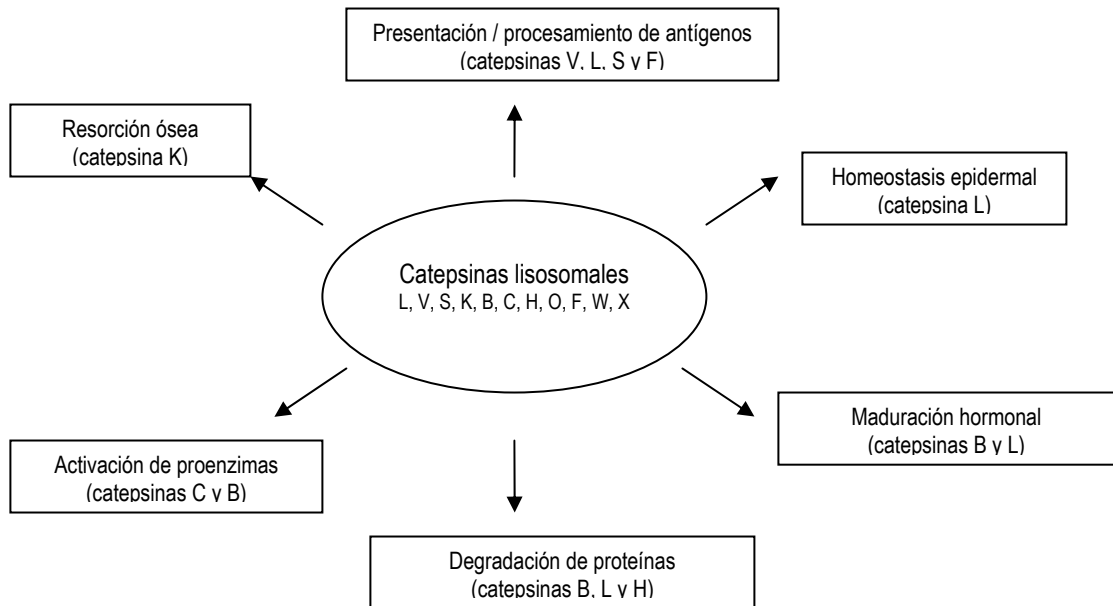 Presentación / procesamiento de antígenos
(catepsinas V, L, S y F)
Resorción ósea
(catepsina K)
Homeostasis epidermal
(catepsina L)
Catepsinas lisosomales
L, V, S, K, B, C, H, O, F, W, X
Maduración hormonal
(catepsinas B y L)
Activación de proenzimas
(catepsinas C y B)
Degradación de proteínas
(catepsinas B, L y H)